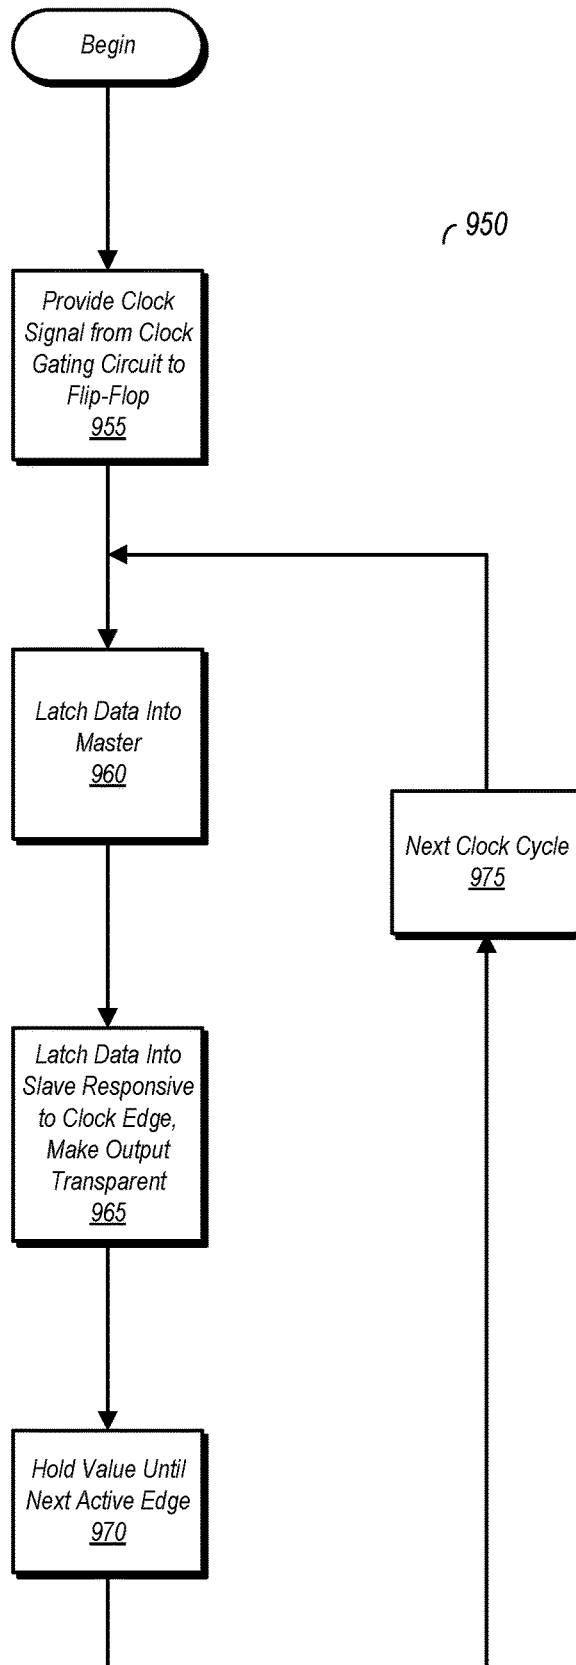 Begin
950
Provide Clock
Signal from Clock
Gating Circuit to
Flip-Flop
955
Latch Data Into
Master
960
Next Clock Cycle
975
Latch Data Into
Slave Responsive
to Clock Edge,
Make Output
Transparent
965
Hold Value Until
Next Active Edge
970